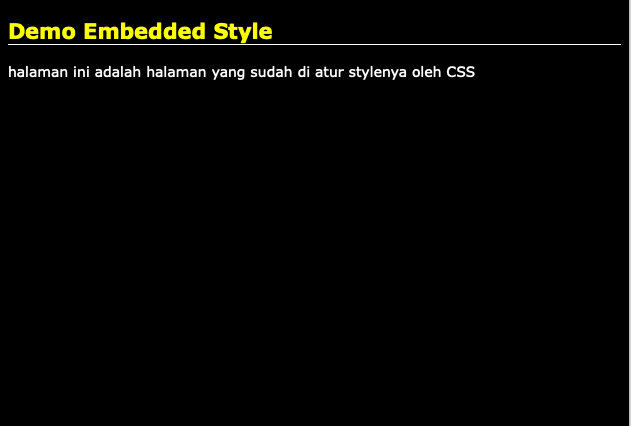 Demo Embedded Style
halaman ini adalah halaman yang sudah di atur stylenya oleh CSS